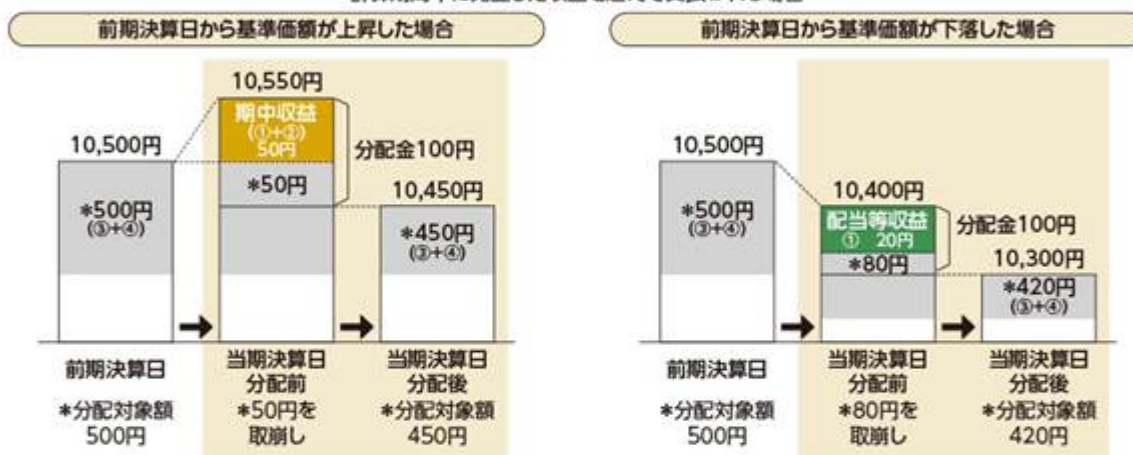 前期決算日から基準価額が上昇した場合
10,550円
期中収益
(①+②)
50円
10,500円
分配金100円
*50円
10,450円
*500円
(③+④)
*450円
(③+④)
前期決算日
当期決算日
分配前
当期決算日
分配後
*分配対象額
500円
*50円を
取崩し
*分配対象額
450円
前期決算日から基準価額が下落した場合
10,500円
10,400円
*500円
(③+④)
配当等収益
① 20円
分配金100円
*80円
10,300円
*420円
(③+④)
前期決算日
当期決算日
分配前
当期決算日
分配後
*分配対象額
500円
*80円を
取崩し
*分配対象額
420円